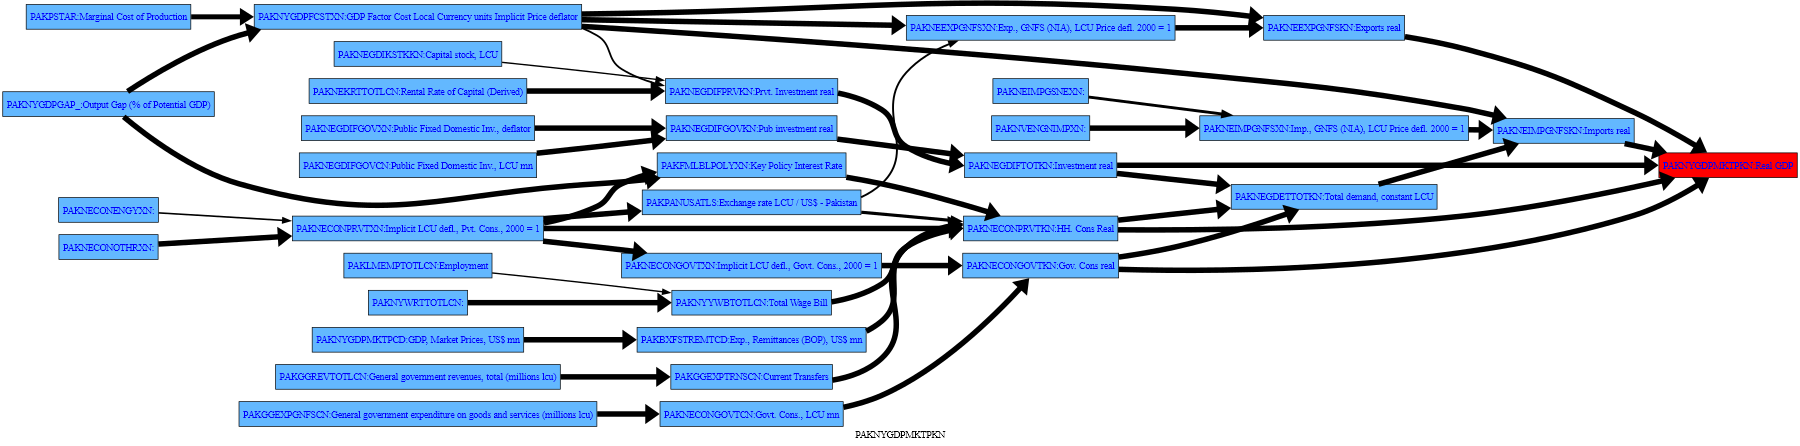 PAKPSTAR:Marginal Cost of Production
PAKNYGDPFCSTXN:GDP Factor Cost Local Currency units Implicit Price deflator
PAKNEEXPGNFSXN:Exp., GNFS (NIA), LCU Price defl. 2000 = 1
PAKNEEXPGNFSKN:Exports real
PAKNEGDIKSTKKN:Capital stock, LCU
PAKNEKRTTOTLCN:Rental Rate of Capital (Derived)
PAKNEGDIFPRVKN:Prvt. Investment real
PAKNEIMPGSNEXN:
PAKNYGDPGAP_:Output Gap (% of Potential GDP)
PAKNEGDIFGOVXN:Public Fixed Domestic Inv., deflator
PAKNEGDIFGOVKN:Pub investment real
PAKNVENGNIMPXN:
PAKNEIMPGNFSXN:Imp., GNFS (NIA), LCU Price defl. 2000 = 1
PAKNEIMPGNFSKN:Imports real
PAKNEGDIFGOVCN:Public Fixed Domestic Inv., LCU mn
PAKFMLBLPOLYXN:Key Policy Interest Rate
PAKNEGDIFTOTKN:Investment real
PAKNYGDPMKTPKN:Real GDP
PAKPANUSATLS:Exchange rate LCU / US$ - Pakistan
PAKNEGDETTOTKN:Total demand, constant LCU
PAKNECONENGYXN:
PAKNECONPRVTXN:Implicit LCU defl., Pvt. Cons., 2000 = 1
PAKNECONPRVTKN:HH. Cons Real
PAKNECONOTHRXN:
PAKLMEMPTOTLCN:Employment
PAKNECONGOVTXN:Implicit LCU defl., Govt. Cons., 2000 = 1
PAKNECONGOVTKN:Gov. Cons real
PAKNYWRTTOTLCN:
PAKNYYWBTOTLCN:Total Wage Bill
PAKNYGDPMKTPCD:GDP, Market Prices, US$ mn
PAKBXFSTREMTCD:Exp., Remittances (BOP), US$ mn
PAKGGREVTOTLCN:General government revenues, total (millions lcu)
PAKGGEXPTRNSCN:Current Transfers
PAKGGEXPGNFSCN:General government expenditure on goods and services (millions lcu)
PAKNECONGOVTCN:Govt. Cons., LCU mn
PAKNYGDPMKTPKN